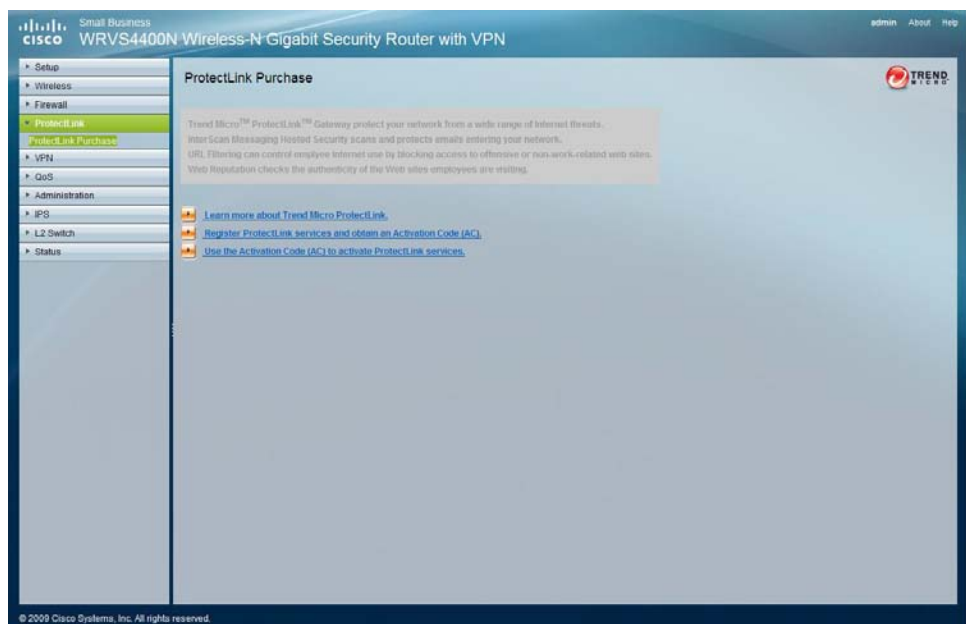 Small Business
cisco WRVS4400N Wireless-N Gigabit Security Router with VPN
admin About Help
Setup
Wireless
Firewall
ProtectLink
ProtectLink Purchase
VPN
QoS
Administration
IPS
L2 Switch
Status
ProtectLink Purchase
TREND MICRO
Trend Micro™ ProtectLink™ Gateway protect your network from a wide range of Internet threats.
InterScan Messaging Hosted Security scans and protects emails entering your network.
URL Filtering can control emplyee Internet use by blocking access to offensive or non-work-related web sites.
Web Reputation checks the authenticity of the Web sites employees are visiting.
Learn more about Trend Micro ProtectLink.
Register ProtectLink services and obtain an Activation Code (AC).
Use the Activation Code (AC) to activate ProtectLink services.
© 2009 Cisco Systems, Inc. All rights reserved.